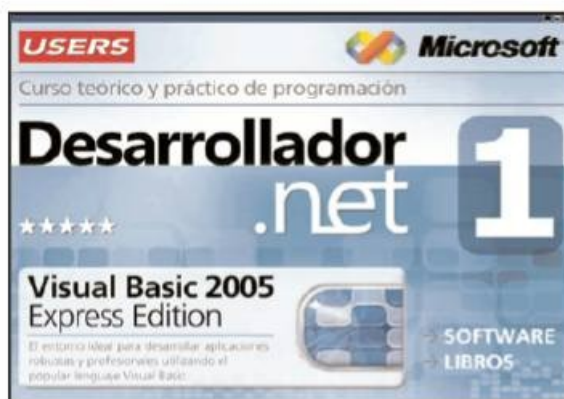 USERS
Microsoft
Curso teórico y práctico de programación
Desarrollador
.net
1
Visual Basic 2005
Express Edition
El entorno ideal para desarrollar aplicaciones
robustas y profesionales utilizando el
popular lenguaje Visual Basic.
SOFTWARE
LIBROS